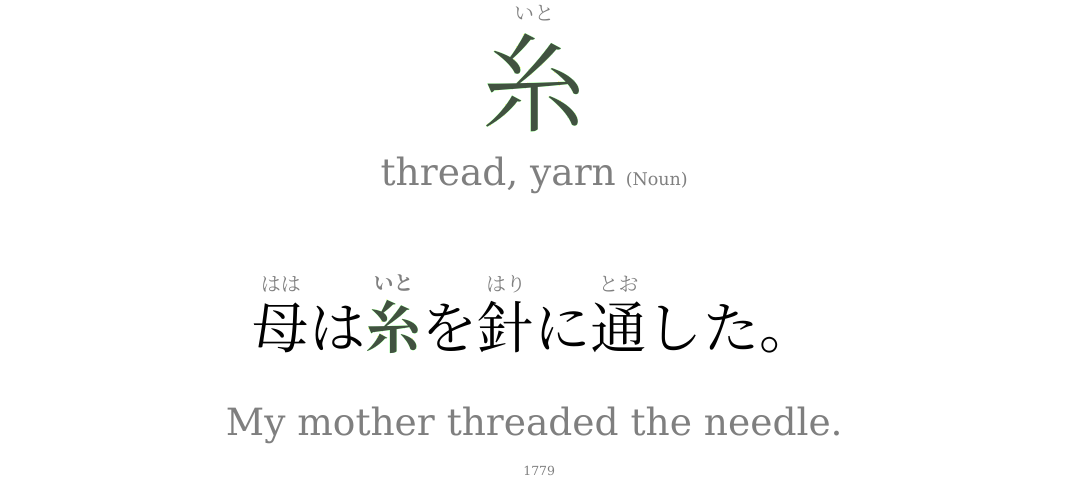 いと
糸
thread, yarn (Noun)
はは いと はり とお
母は糸を針に通した。
My mother threaded the needle.
1779